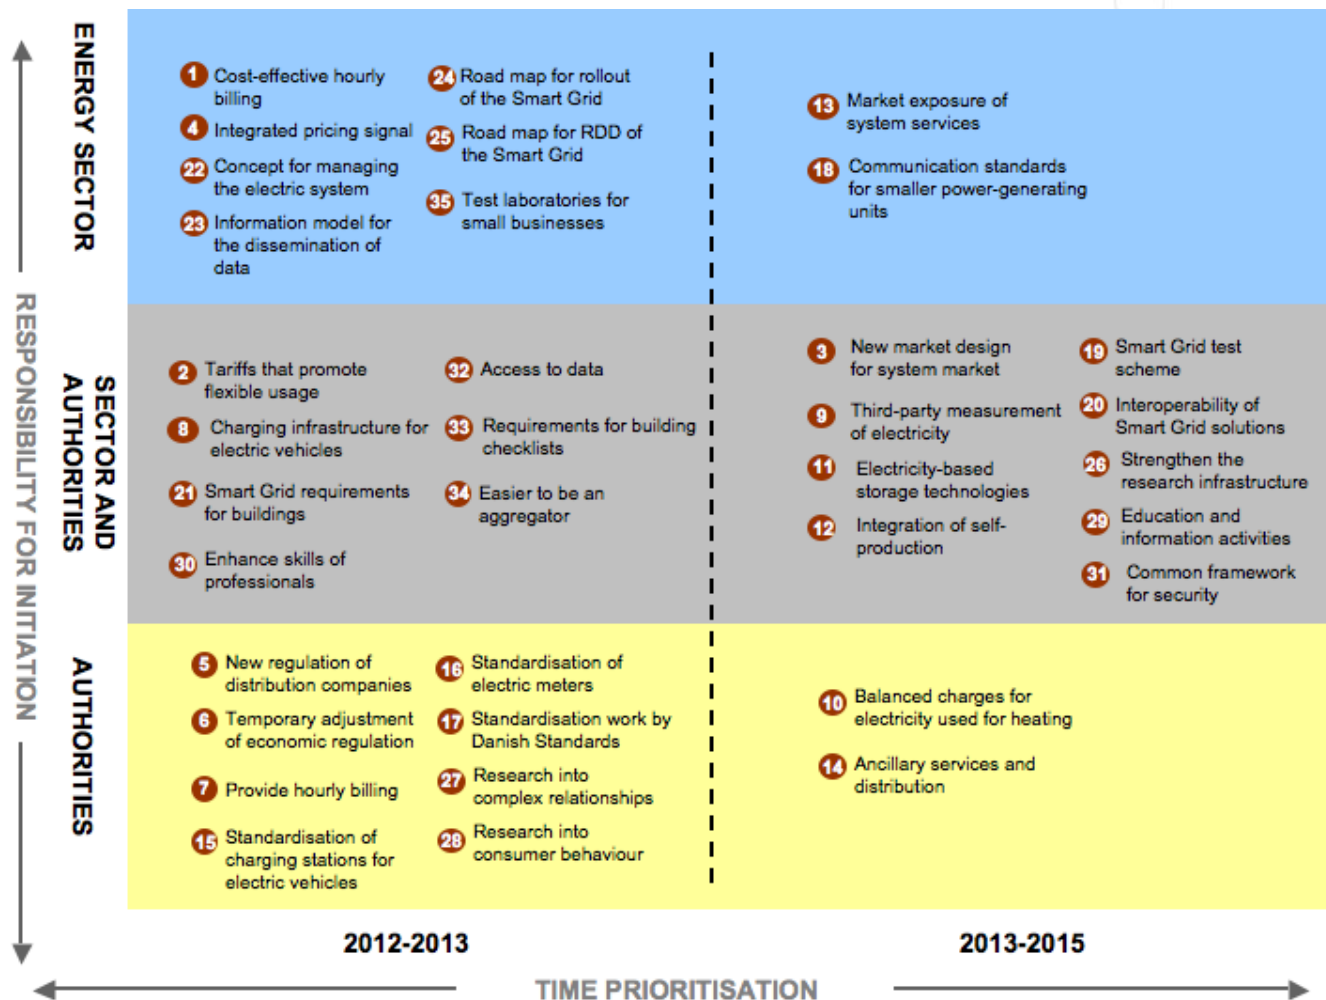 RESPONSIBILITY FOR INITIATION
ENERGY SECTOR
1 Cost-effective hourly
billing
4 Integrated pricing signal
22 Concept for managing
the electric system
23 Information model for
the dissemination of
data
24 Road map for rollout
of the Smart Grid
25 Road map for RDD of
the Smart Grid
35 Test laboratories for
small businesses
13 Market exposure of
system services
18 Communication standards
for smaller power-generating
units
SECTOR AND
AUTHORITIES
2 Tariffs that promote
flexible usage
8 Charging infrastructure for
electric vehicles
21 Smart Grid requirements
for buildings
30 Enhance skills of
professionals
32 Access to data
33 Requirements for building
checklists
34 Easier to be an
aggregator
3 New market design
for system market
9 Third-party measurement
of electricity
11 Electricity-based
storage technologies
12 Integration of self-
production
19 Smart Grid test
scheme
20 Interoperability of
Smart Grid solutions
26 Strengthen the
research infrastructure
29 Education and
information activities
31 Common framework
for security
AUTHORITIES
5 New regulation of
distribution companies
6 Temporary adjustment
of economic regulation
7 Provide hourly billing
15 Standardisation of
charging stations for
electric vehicles
16 Standardisation of
electric meters
17 Standardisation work by
Danish Standards
27 Research into
complex relationships
28 Research into
consumer behaviour
10 Balanced charges for
electricity used for heating
14 Ancillary services and
distribution
2012-2013
2013-2015
TIME PRIORITISATION